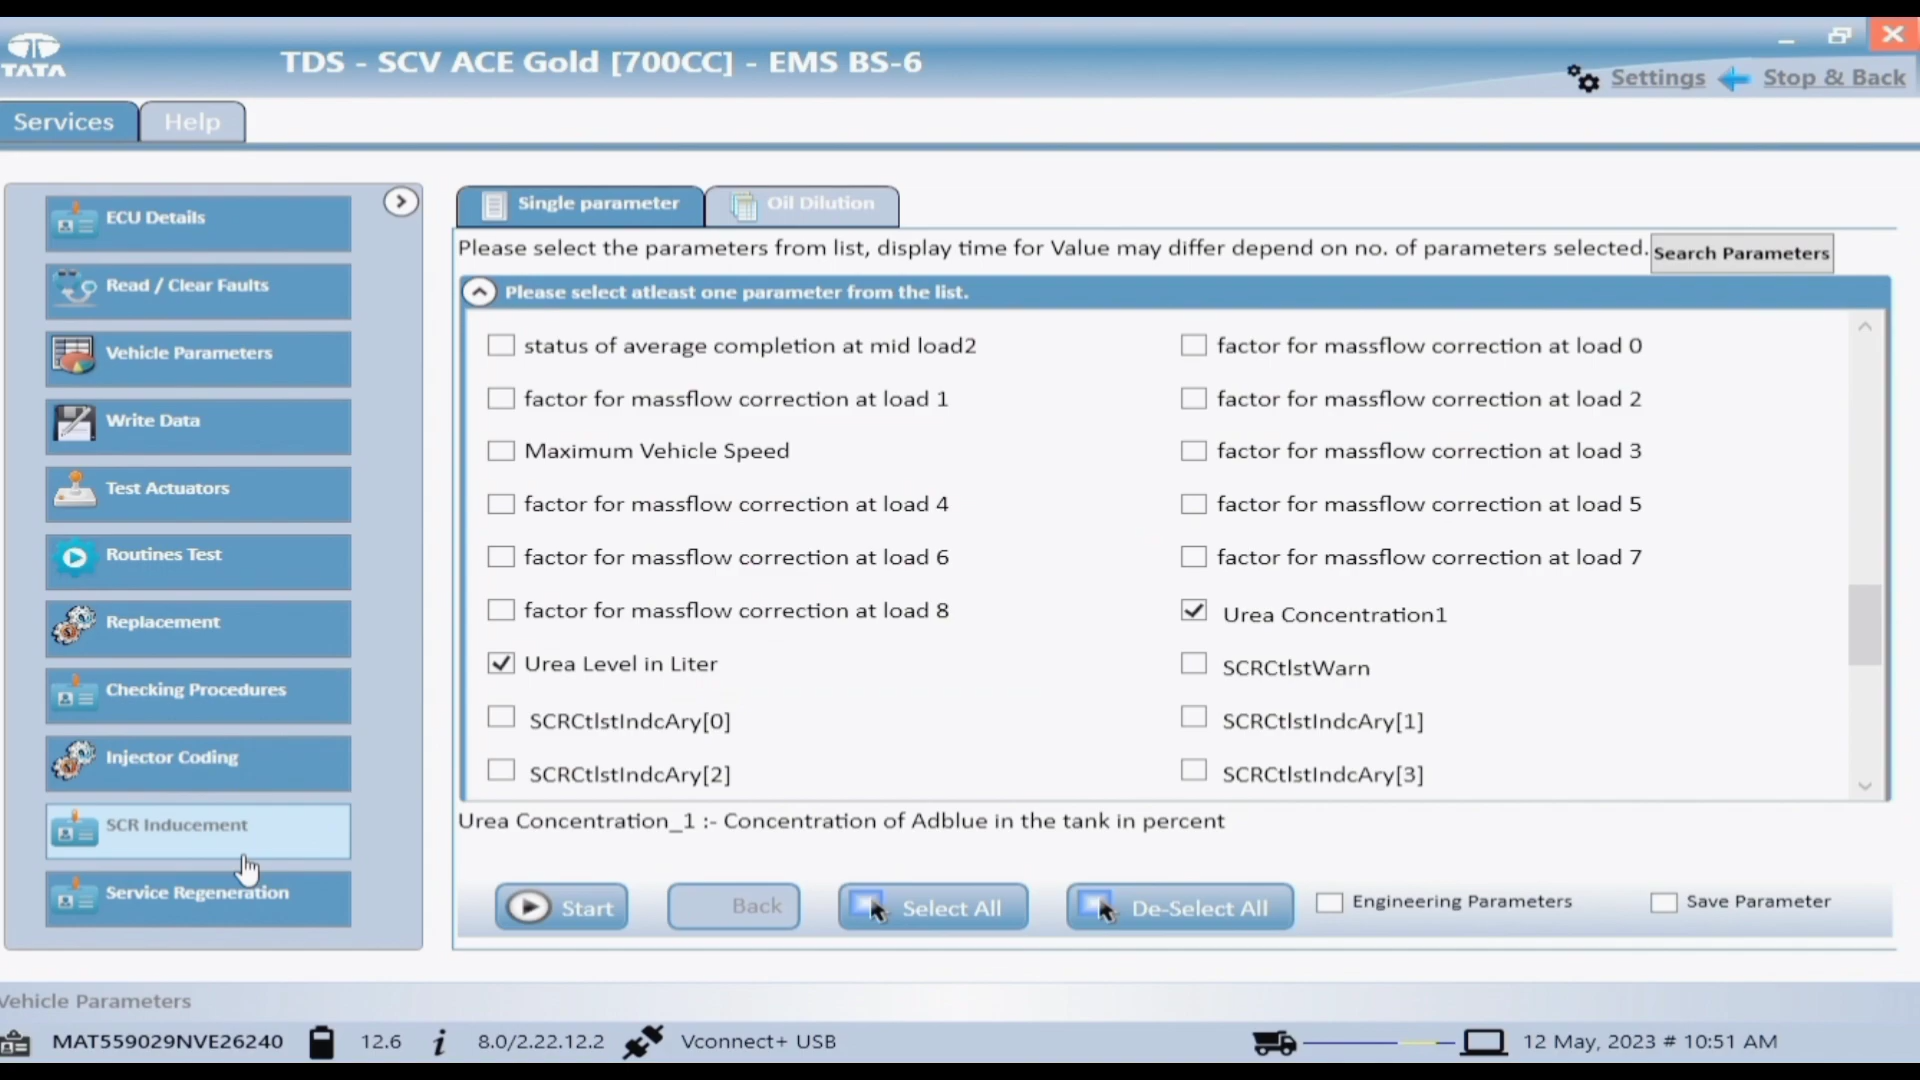 TATA
TDS - SCV ACE Gold [700CC] - EMS BS-6
Settings
Stop & Back
Services
Help
ECU Details
Read / Clear Faults
Vehicle Parameters
Write Data
Test Actuators
Routines Test
Replacement
Checking Procedures
Injector Coding
SCR Inducement
Service Regeneration
Single parameter
Oil Dilution
Please select the parameters from list, display time for Value may differ depend on no. of parameters selected.
Search Parameters
Please select atleast one parameter from the list.
status of average completion at mid load2
factor for massflow correction at load 0
factor for massflow correction at load 1
factor for massflow correction at load 2
Maximum Vehicle Speed
factor for massflow correction at load 3
factor for massflow correction at load 4
factor for massflow correction at load 5
factor for massflow correction at load 6
factor for massflow correction at load 7
factor for massflow correction at load 8
Urea Concentration1
Urea Level in Liter
SCRCtlstWarn
SCRCtlstIndcAry[0]
SCRCtlstIndcAry[1]
SCRCtlstIndcAry[2]
SCRCtlstIndcAry[3]
Urea Concentration_1 :- Concentration of Adblue in the tank in percent
Start
Back
Select All
De-Select All
Engineering Parameters
Save Parameter
Vehicle Parameters
MAT559029NVE26240
12.6
8.0/2.22.12.2
Vconnect+ USB
12 May, 2023 # 10:51 AM